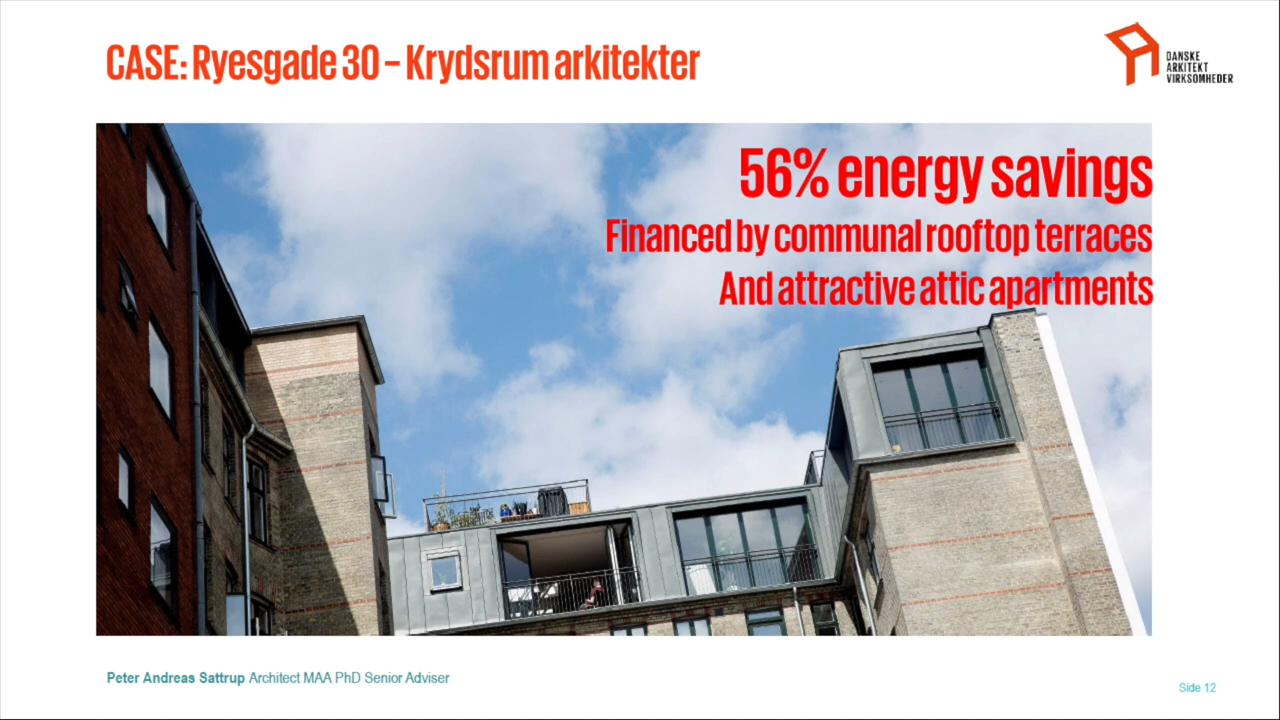 CASE: Ryesgade 30 – Krydsrum arkitekter
DANSKE
ARKITEKT
VIRKSOMHEDER
56% energy savings
Financed by communal rooftop terraces
And attractive attic apartments
Peter Andreas Sattrup Architect MAA PhD Senior Adviser
Side 12